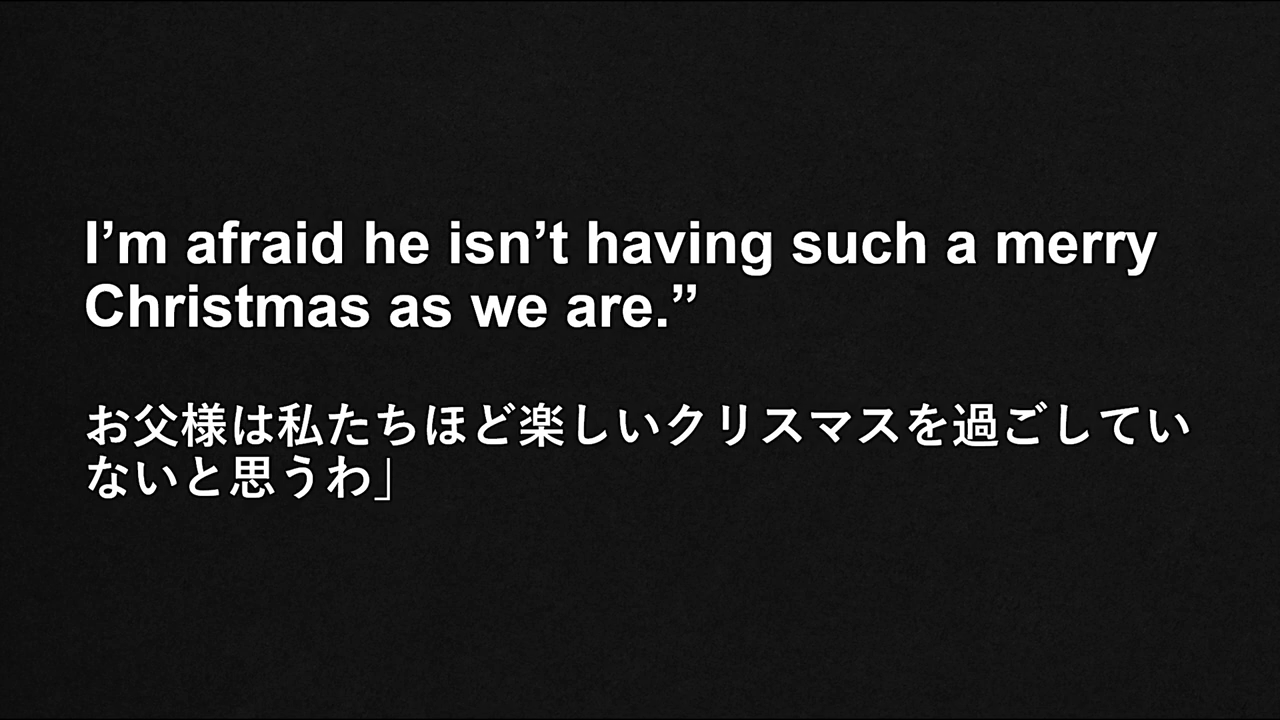 I’m afraid he isn’t having such a merry
Christmas as we are.”
お父様は私たちほど楽しいクリスマスを過ごしてい
ないと思うわ」